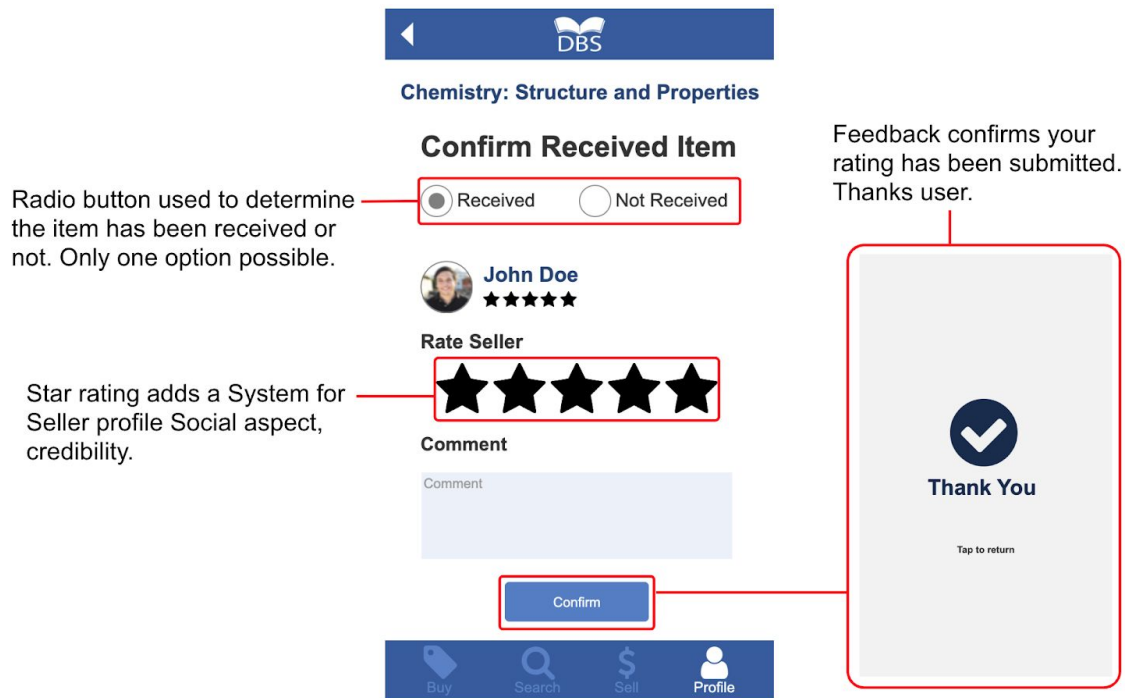 DBS
Chemistry: Structure and Properties
Confirm Received Item
Received
Not Received
Radio button used to determine
the item has been received or
not. Only one option possible.
John Doe
Rate Seller
Star rating adds a System for
Seller profile Social aspect,
credibility.
Comment
Comment
Confirm
Buy
Search
Sell
Profile
Feedback confirms your
rating has been submitted.
Thanks user.
Thank You
Tap to return